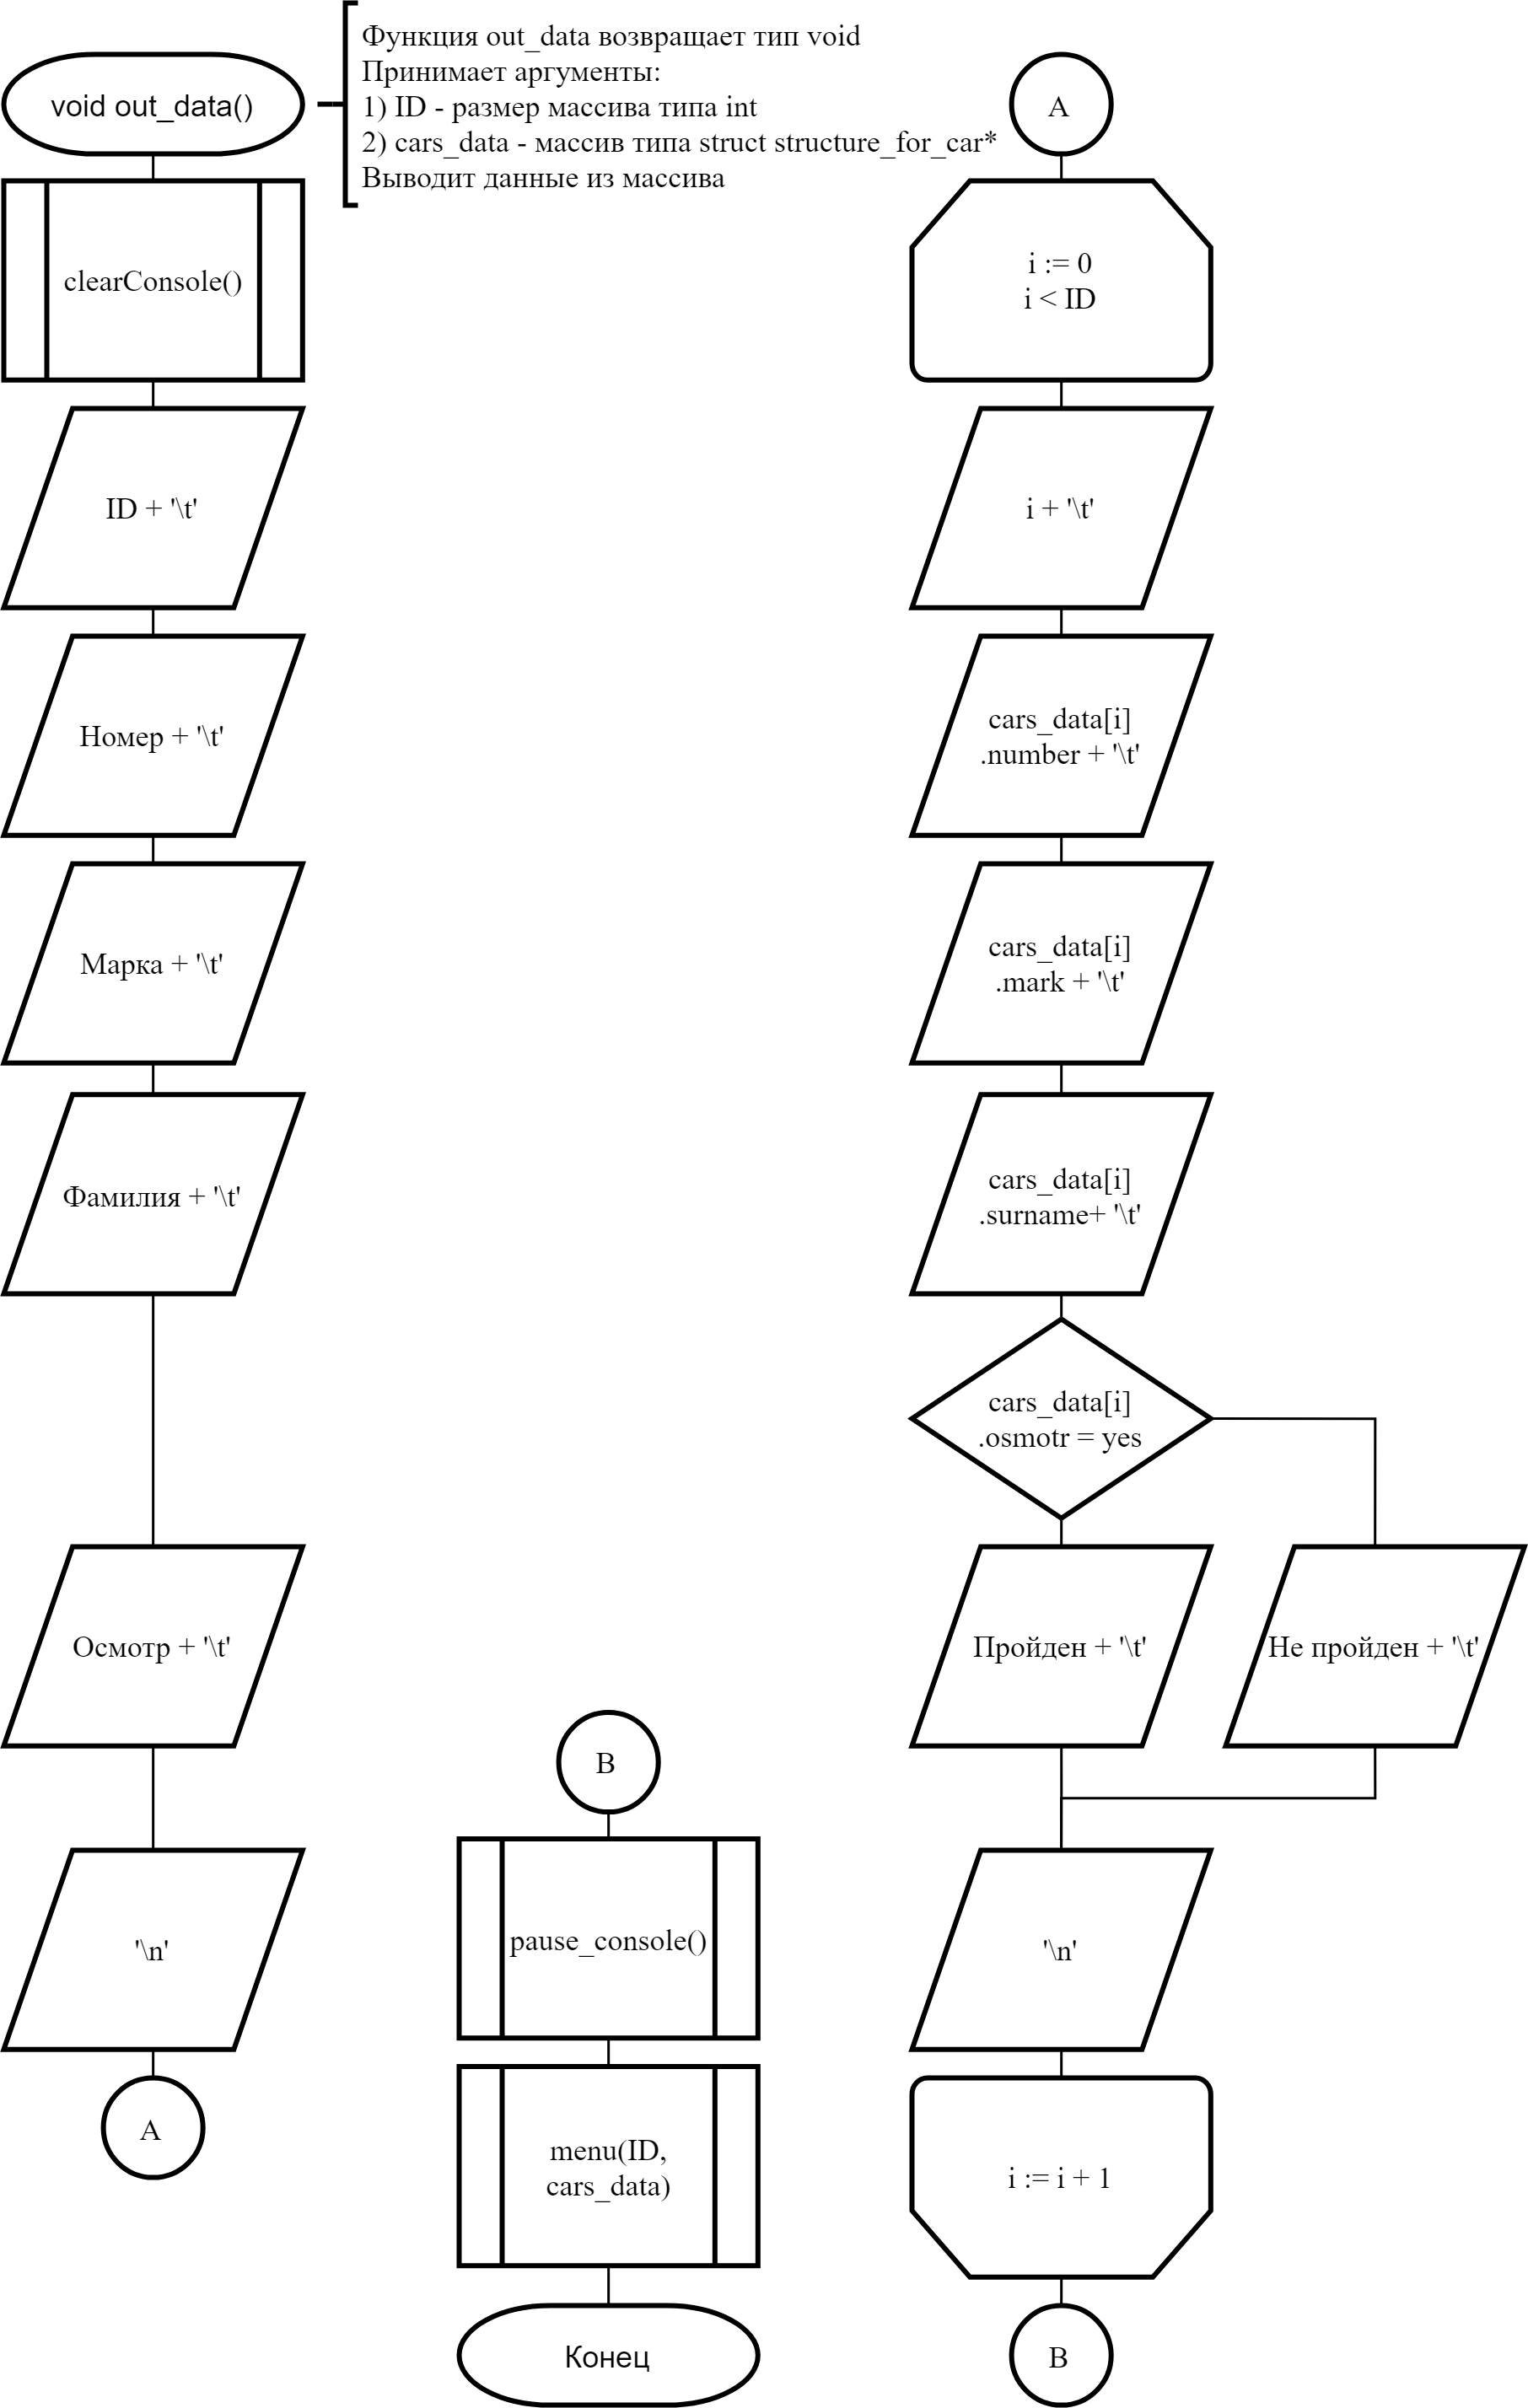 void out_data()
Функция out_data возвращает тип void
Принимает аргументы:
1) ID - размер массива типа int
2) cars_data - массив типа struct structure_for_car*
Выводит данные из массива
clearConsole()
ID + '\t'
Номер + '\t'
Марка + '\t'
Фамилия + '\t'
Осмотр + '\t'
'\n'
A
A
i := 0
i < ID
i + '\t'
cars_data[i]
.number + '\t'
cars_data[i]
.mark + '\t'
cars_data[i]
.surname+ '\t'
cars_data[i]
.osmotr = yes
Пройден + '\t'
Не пройден + '\t'
'\n'
i := i + 1
B
B
pause_console()
menu(ID,
cars_data)
Конец